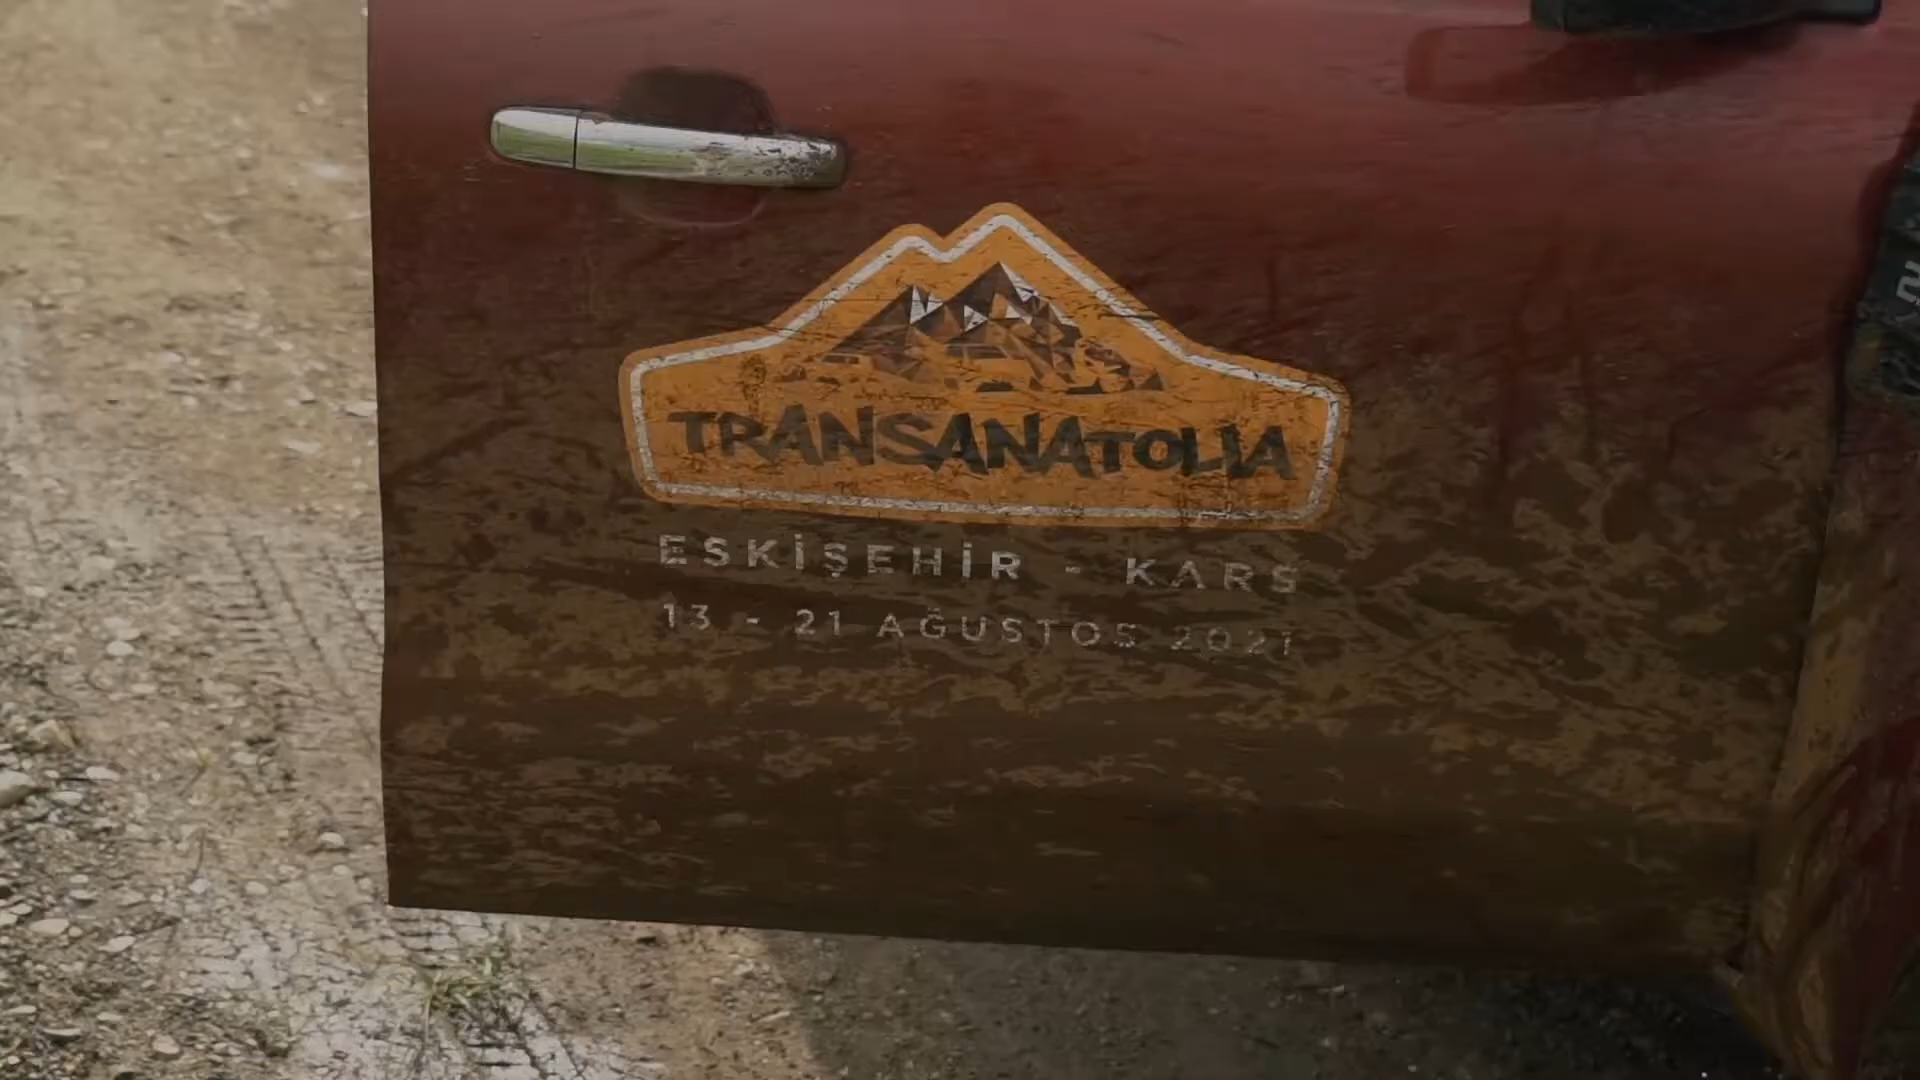 TRANSANATOLIA
ESKİŞEHİR - KARS
13 - 21 AĞUSTOS 2021